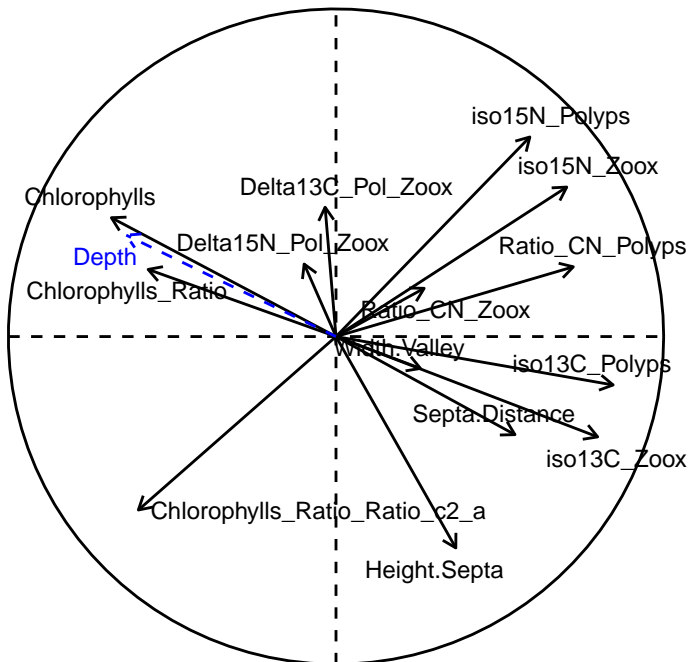 iso15N_Polyps
iso15N_Zoox
Delta13C_Pol_Zoox
Chlorophylls
Delta15N_Pol_Zoox
Ratio_CN_Polyps
Depth
Chlorophylls_Ratio
Ratio_CN_Zoox
Width.Valley
iso13C_Polyps
Septa.Distance
iso13C_Zoox
Chlorophylls_Ratio_Ratio_c2_a
Height.Septa